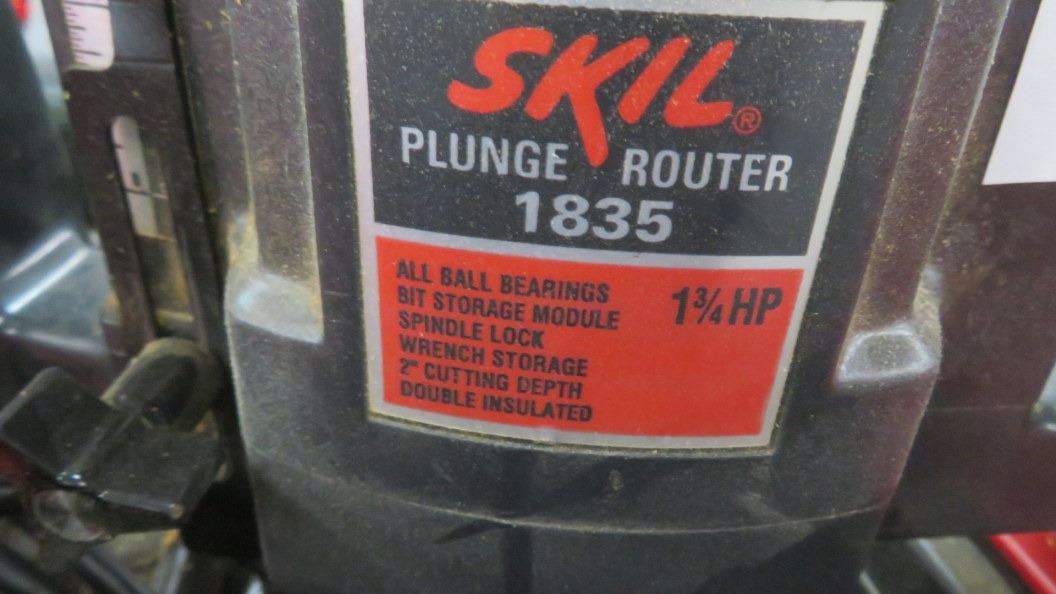 SKIL®
PLUNGE ROUTER
1835
ALL BALL BEARINGS
BIT STORAGE MODULE
SPINDLE LOCK
WRENCH STORAGE
2" CUTTING DEPTH
DOUBLE INSULATED
1¾ HP